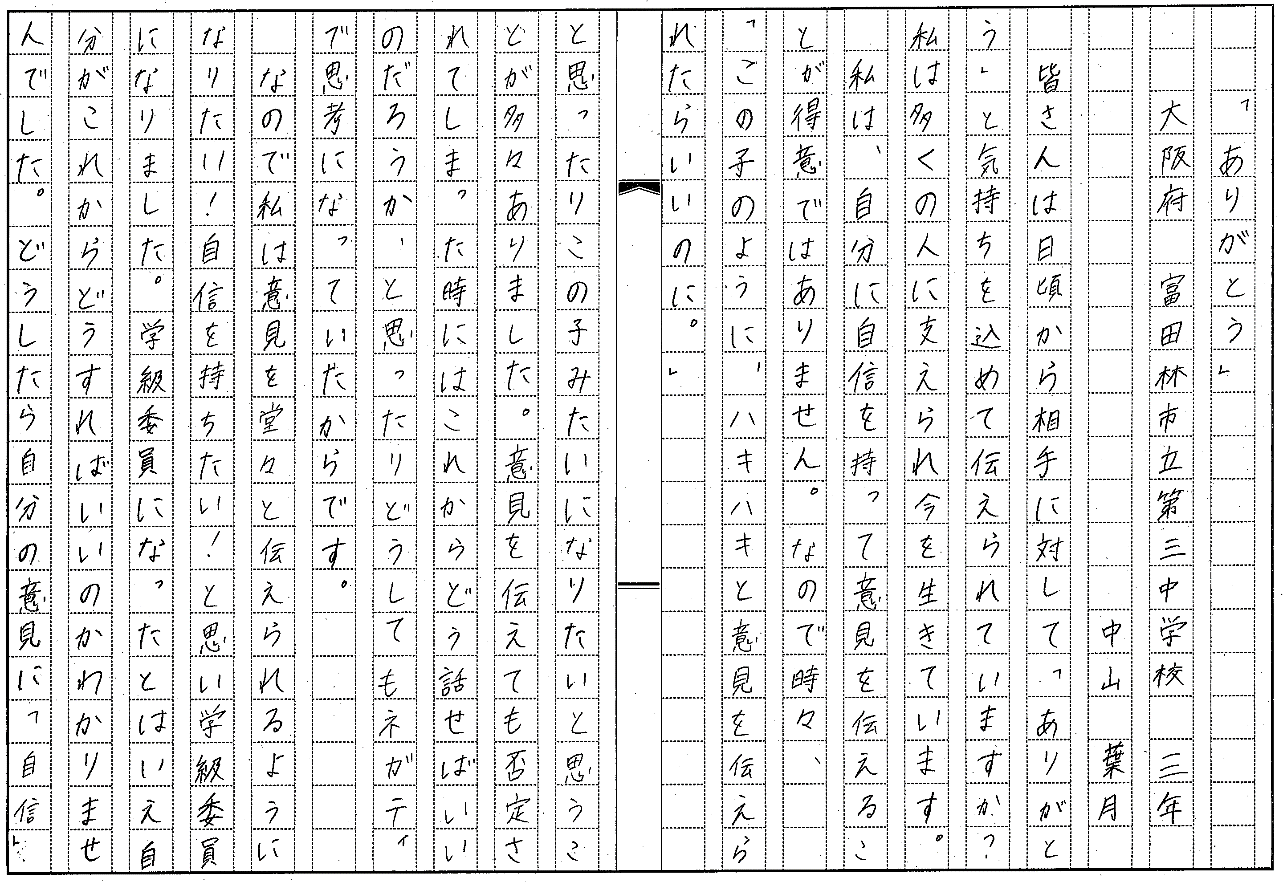 「ありがとう」
大阪府 富田林市立第三中学校 三年
中山 葉月
皆さんは日頃から相手に対して「ありがと
う」と気持ちを込めて伝えられていますか?
私は多くの人に支えられ今を生きています。
私は、自分に自信を持って意見を伝えるこ
とが得意ではありません。なので時々、
「この子のように、ハキハキと意見を伝えら
れたらいいのに。」
と思ったりこの子みたいになりたいと思うこ
とが多々ありました。意見を伝えても否定さ
れてしまった時にはこれからどう話せばいい
のだろうか、と思ったりどうしてもネガティ
で思考になっていたからです。
なので私は意見を堂々と伝えられるように
なりたい!自信を持ちたい!と思い学級委員
になりました。学級委員になったとはいえ自
分がこれからどうすればいいのかわかりませ
んでした。どうしたら自分の意見に「自信」